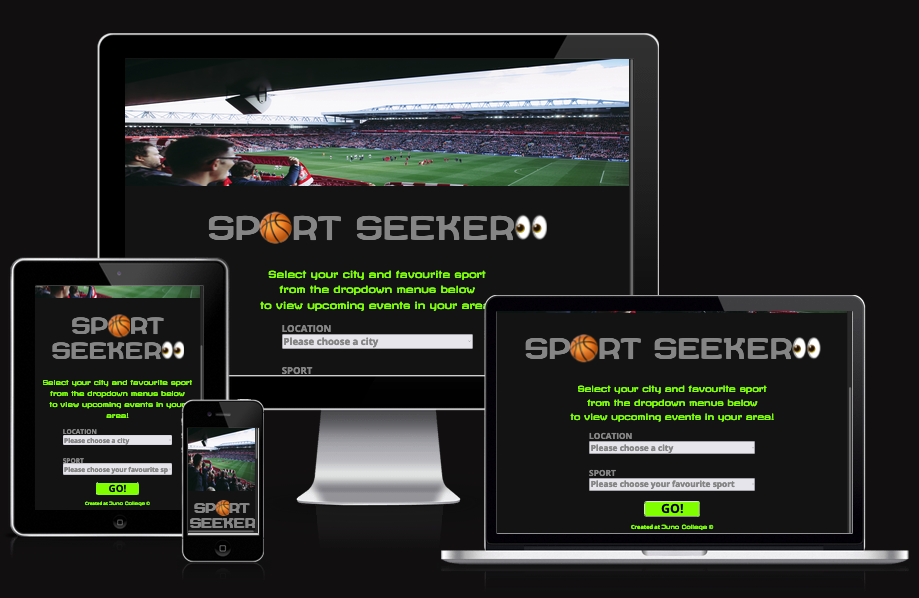 SPORT SEEKER
Select your city and favourite sport
from the dropdown menus below
to view upcoming events in your area
LOCATION
Please choose a city
SPORT
SPORT
SEEKER
Select your city and favourite sport
from the dropdown menus below
to view upcoming events in your
area!
LOCATION
Please choose a city
SPORT
Please choose your favourite sp
GO!
Created at Juno College ©
SPORT
SEEKER
SPORT SEEKER
Select your city and favourite sport
from the dropdown menus below
to view upcoming events in your area!
LOCATION
Please choose a city
SPORT
Please choose your favourite sport
GO!
Created at Juno College ©